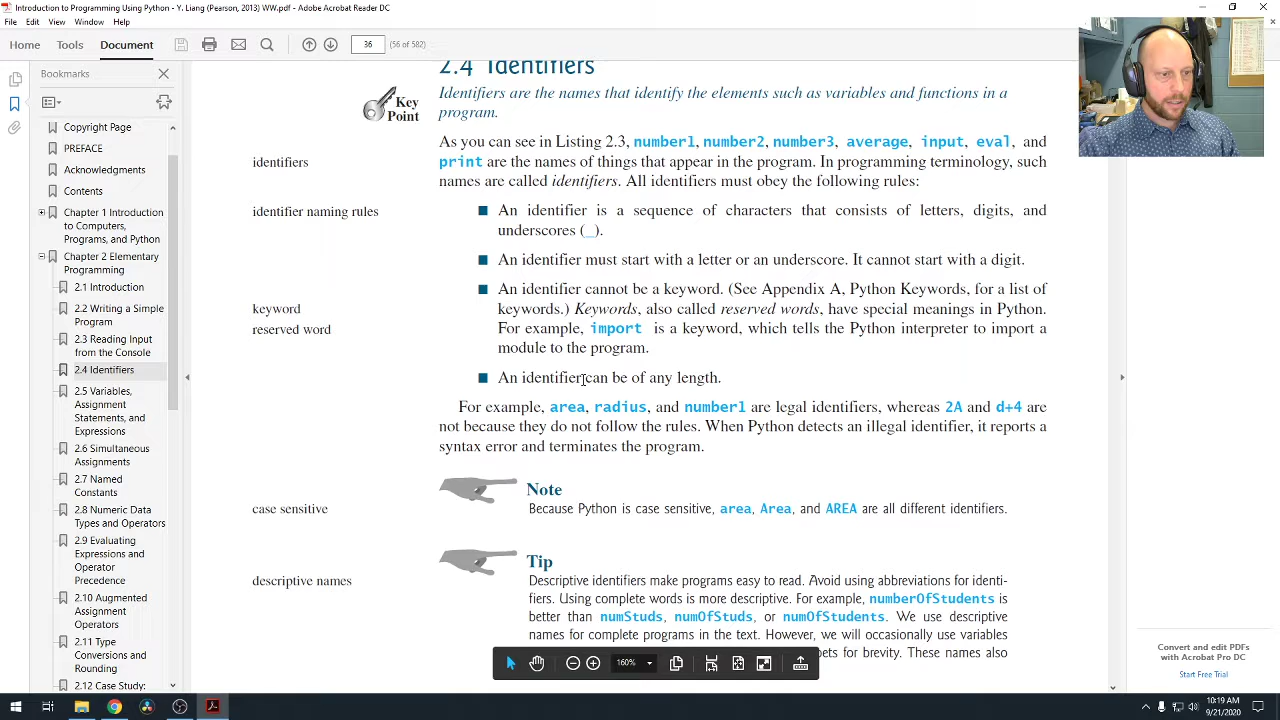 Introduction to Programming Using Python - Y. Liang (Pearson, 2013) WW.pdf - Adobe Acrobat Reader DC
File Edit View Window Help
Home Tools Document 36 (56 of 582)
Bookmarks
Copyright Page
PREFACE
Acknowledgments
Contents
Chapter 1 Introduction
to Computers,
Programs, and Python
Chapter 2 Elementary
Programming
2.1 Introduction
2.2 Writing a Simple
Program
2.3 Reading Input
from the Console
2.4 Identifiers
2.5 Variables,
Assignment
Statements, and
Expressions
2.6 Simultaneous
Assignments
2.7 Named
Constants
2.8 Numeric Data
Types and Operators
2.9 Evaluating
Expressions and
Operator
Precedence
2.10 Augmented
Assignment
Operators
2.11 Type
Conversions and
Rounding
2.12 Case Study:
2.4 Identifiers
Key
Point
Identifiers are the names that identify the elements such as variables and functions in a
program.
As you can see in Listing 2.3, number1, number2, number3, average, input, eval, and
print are the names of things that appear in the program. In programming terminology, such
identifiers
names are called identifiers. All identifiers must obey the following rules:
identifier naming rules
■ An identifier is a sequence of characters that consists of letters, digits, and
underscores (_).
■ An identifier must start with a letter or an underscore. It cannot start with a digit.
■ An identifier cannot be a keyword. (See Appendix A, Python Keywords, for a list of
keyword
keywords.) Keywords, also called reserved words, have special meanings in Python.
reserved word
For example, import is a keyword, which tells the Python interpreter to import a
module to the program.
■ An identifier can be of any length.
For example, area, radius, and number1 are legal identifiers, whereas 2A and d+4 are
not because they do not follow the rules. When Python detects an illegal identifier, it reports a
syntax error and terminates the program.
Note
case sensitive
Because Python is case sensitive, area, Area, and AREA are all different identifiers.
Tip
descriptive names
Descriptive identifiers make programs easy to read. Avoid using abbreviations for identi-
fiers. Using complete words is more descriptive. For example, numberOfStudents is
better than numStuds, numOfStuds, or numOfStudents. We use descriptive
names for complete programs in the text. However, we will occasionally use variables
bets for brevity. These names also
160%
Convert and edit PDFs
with Acrobat Pro DC
Start Free Trial
10:19 AM
9/21/2020